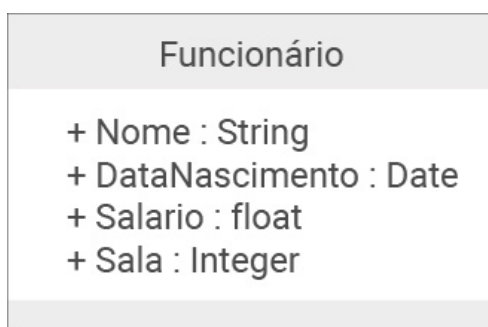 Funcionário
+ Nome : String
+ DataNascimento : Date
+ Salario : float
+ Sala : Integer